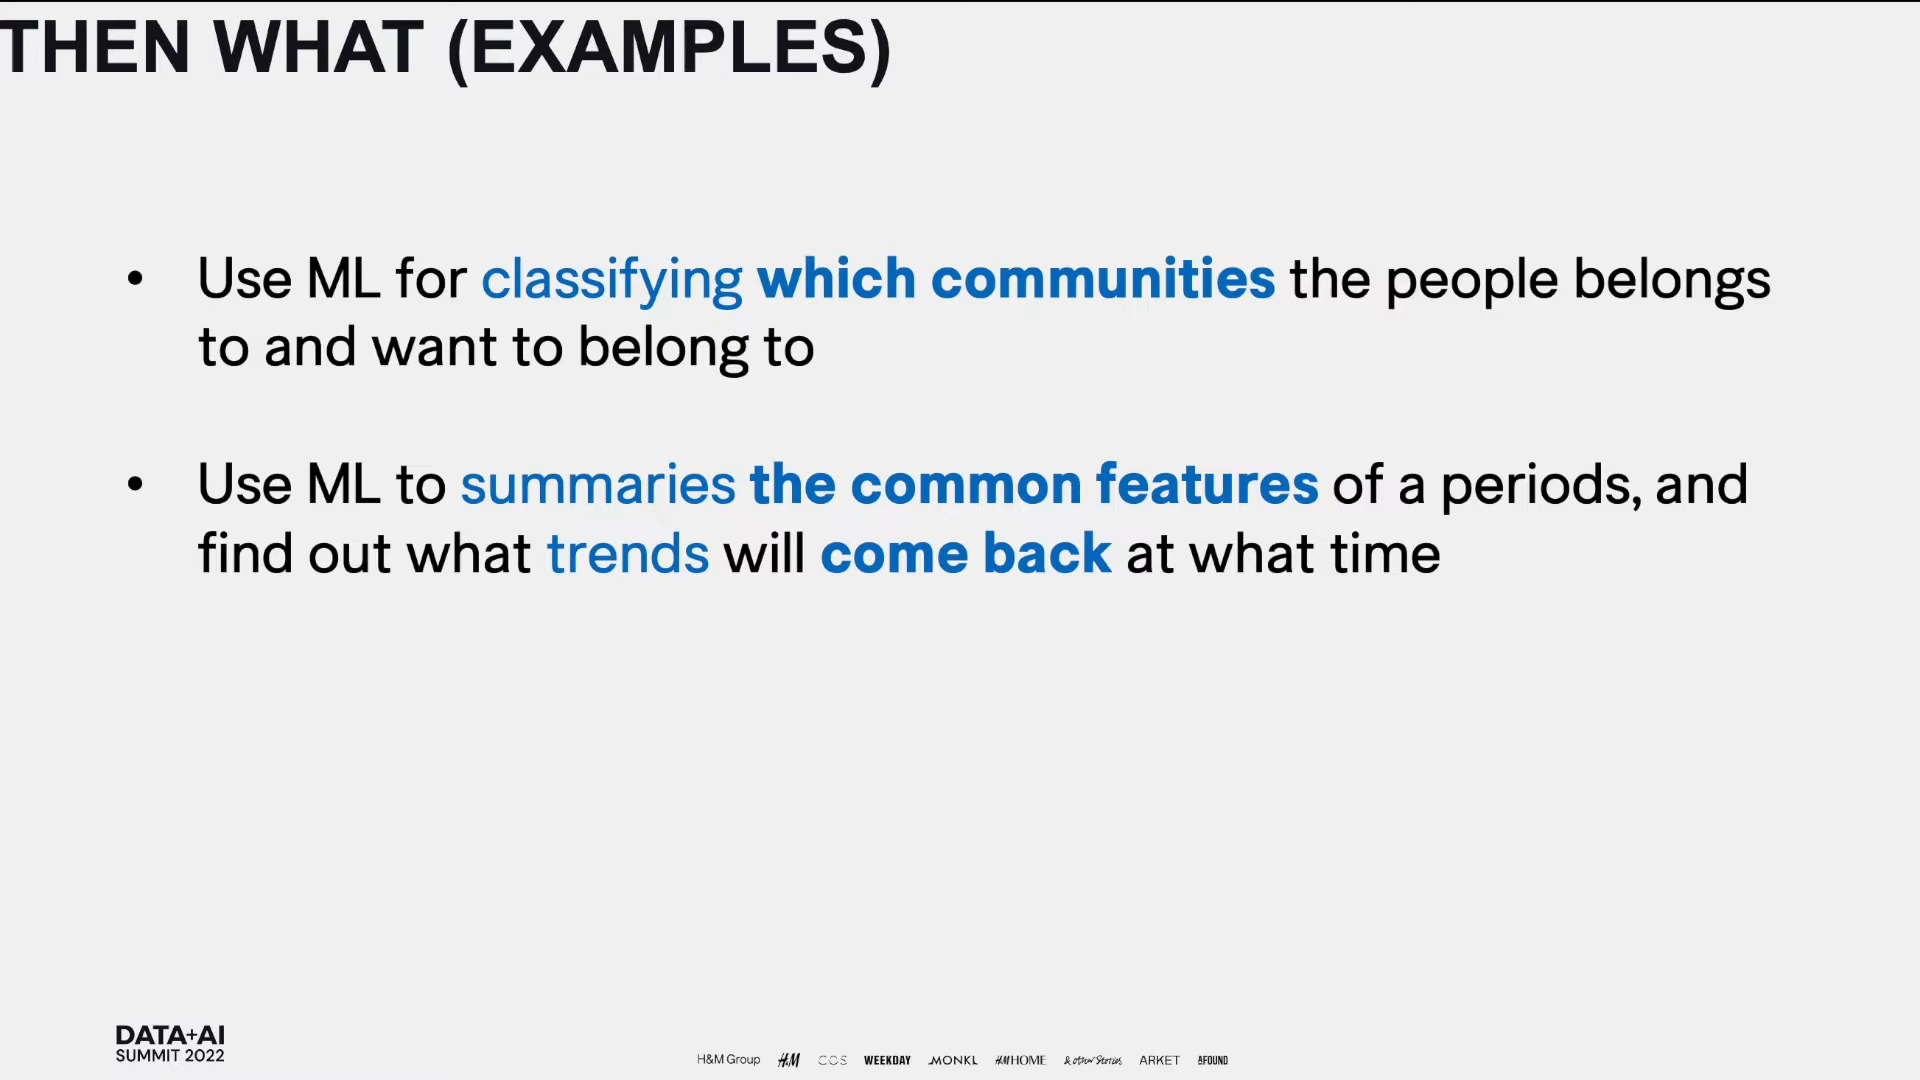 THEN WHAT (EXAMPLES)
• Use ML for classifying which communities the people belongs
to and want to belong to
• Use ML to summaries the common features of a periods, and
find out what trends will come back at what time
DATA+AI
SUMMIT 2022
H&M Group H&M COS WEEKDAY MONKI H&M HOME & other Stories ARKET AFOUND